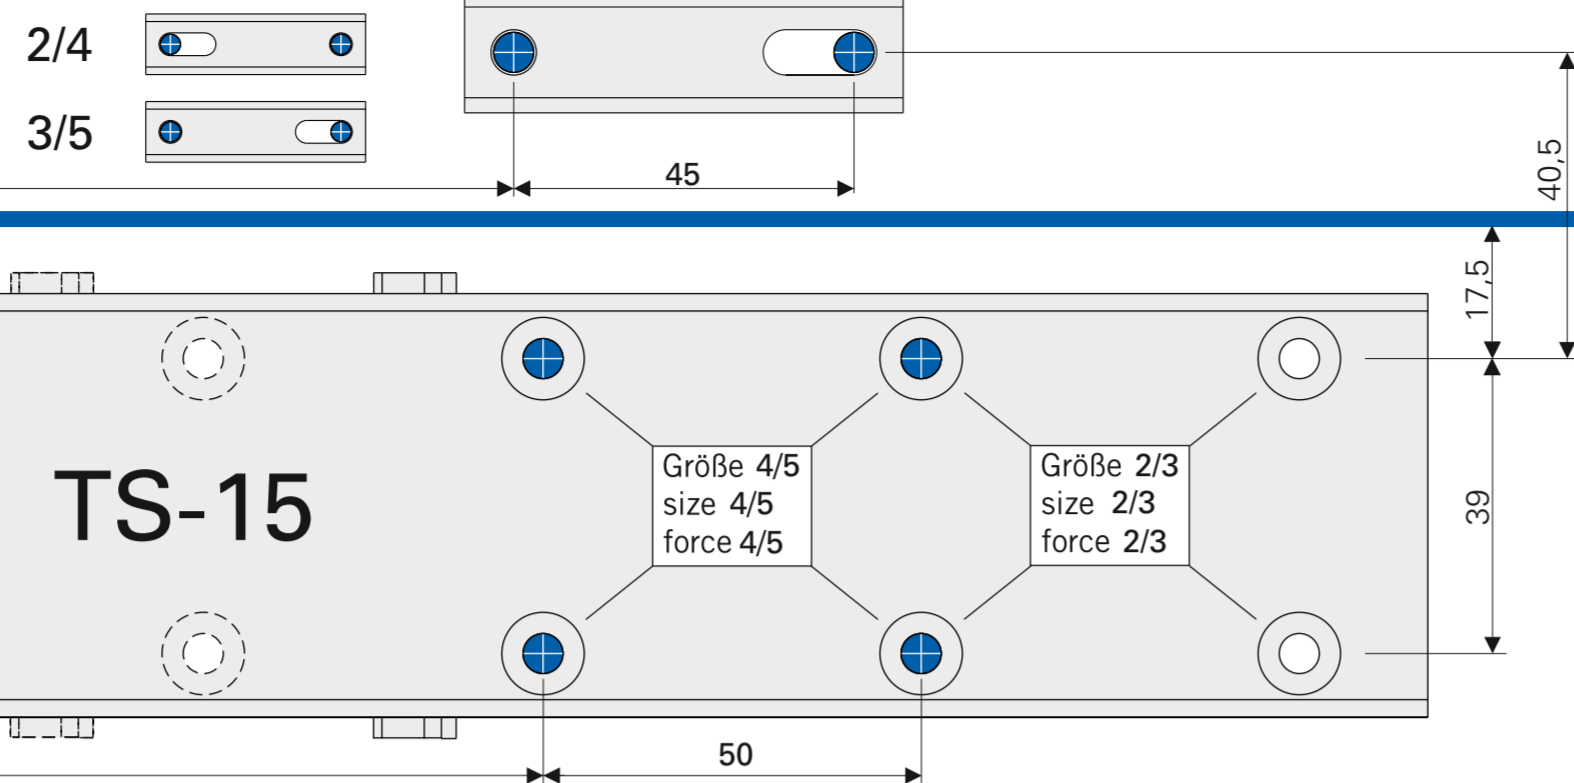 2/4
3/5
45
40,5
17,5
TS-15
Größe 4/5
size 4/5
force 4/5
Größe 2/3
size 2/3
force 2/3
39
50